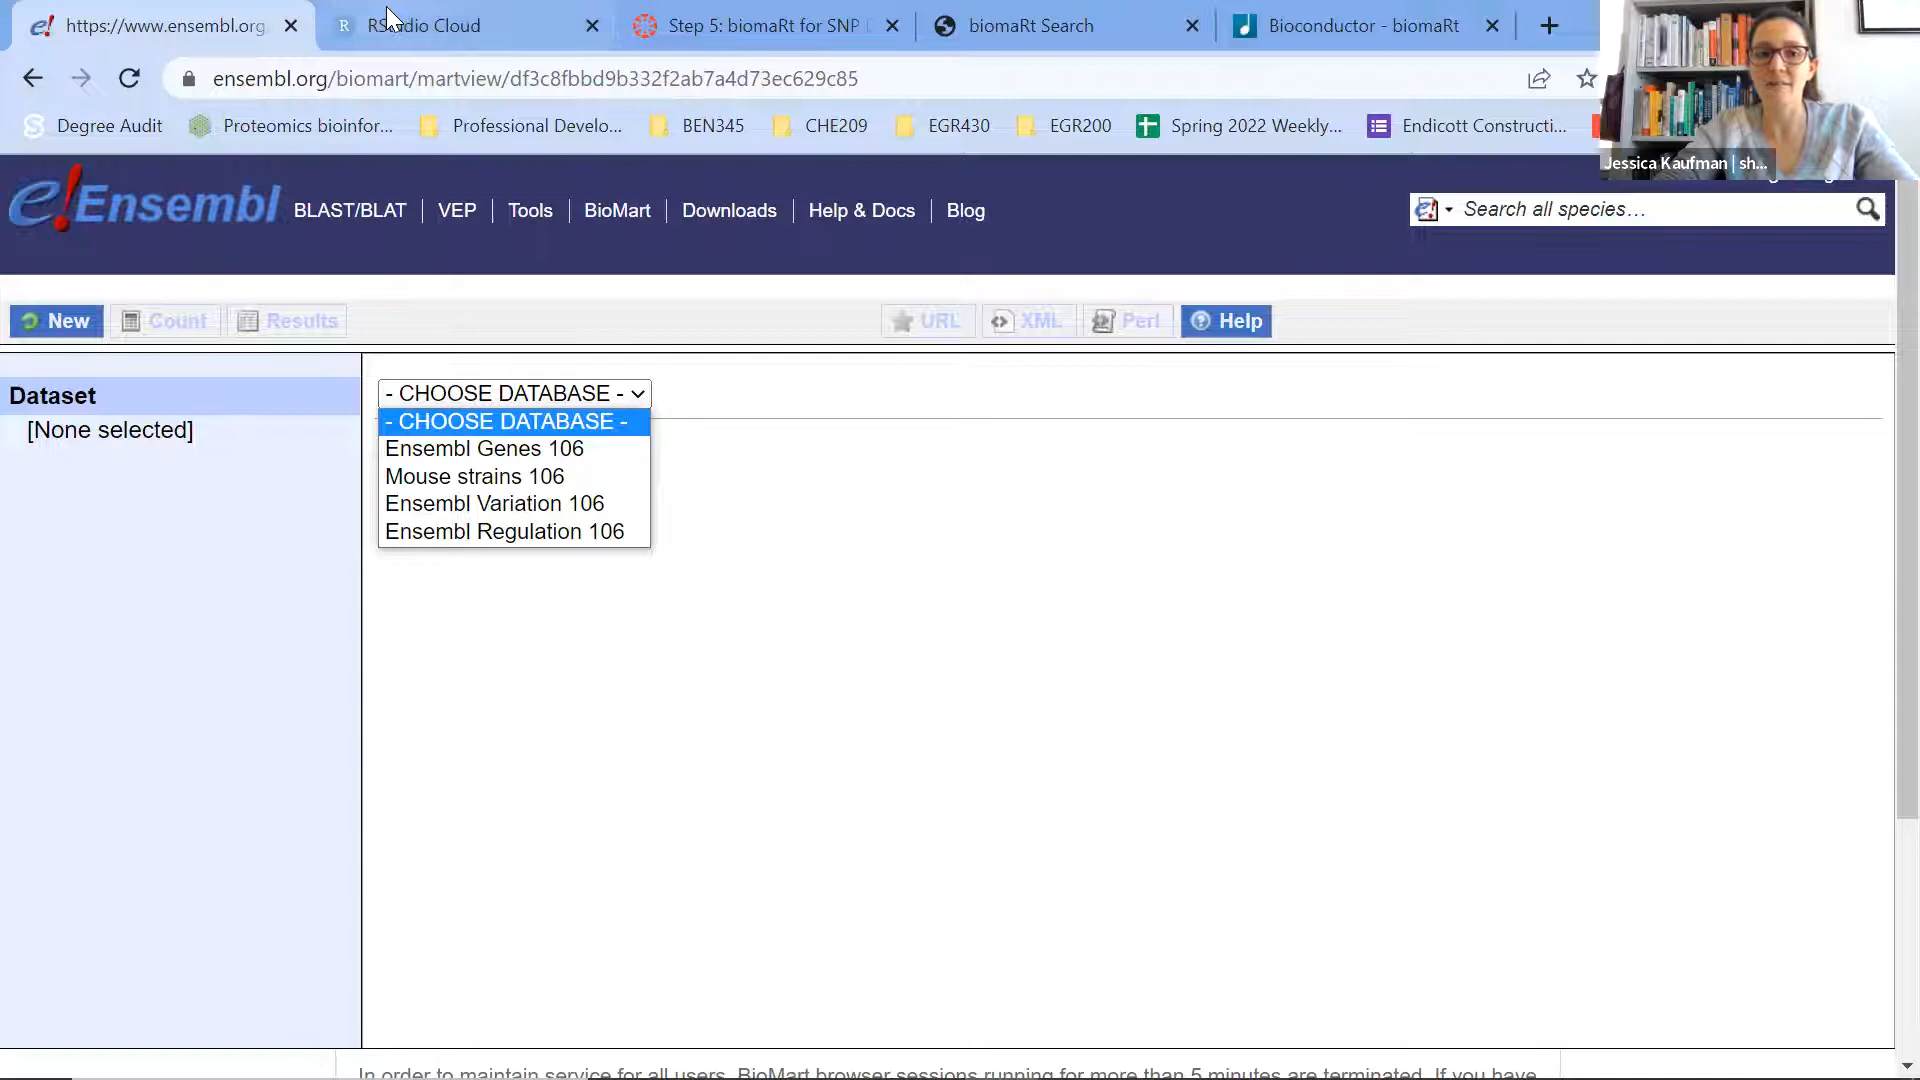 https://www.ensembl.org
RStudio Cloud
Step 5: biomaRt for SNP
biomaRt Search
Bioconductor - biomaRt
ensembl.org/biomart/martview/df3c8fbbd9b332f2ab7a4d73ec629c85
Degree Audit
Proteomics bioinfor...
Professional Develo...
BEN345
CHE209
EGR430
EGR200
Spring 2022 Weekly...
Endicott Constructi...
Jessica Kaufman | sh...
e!Ensembl
BLAST/BLAT
VEP
Tools
BioMart
Downloads
Help & Docs
Blog
Search all species...
New
Count
Results
URL
XML
Perl
Help
Dataset
[None selected]
- CHOOSE DATABASE -
- CHOOSE DATABASE -
Ensembl Genes 106
Mouse strains 106
Ensembl Variation 106
Ensembl Regulation 106
In order to maintain service for all users, BioMart browser sessions running for more than 5 minutes are terminated. If you have